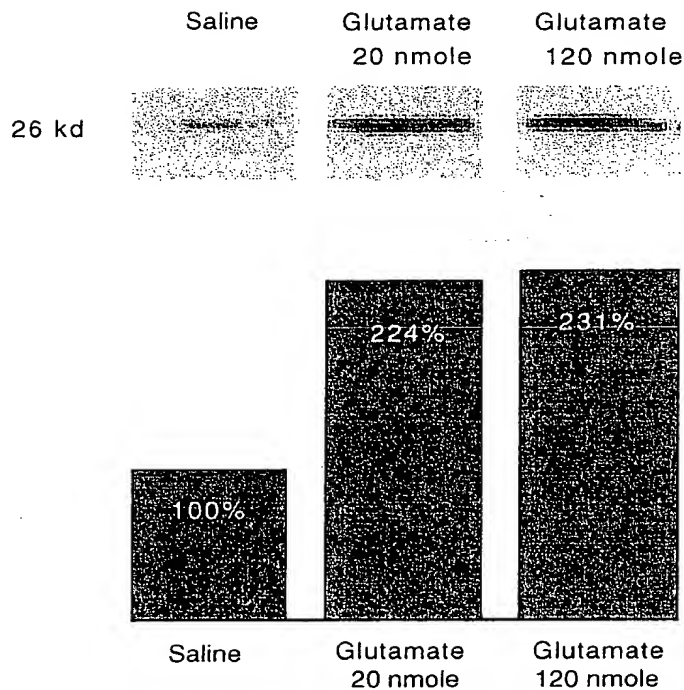 Saline
Glutamate
20 nmole
Glutamate
120 nmole
26 kd
224%
231%
100%
Saline
Glutamate
20 nmole
Glutamate
120 nmole